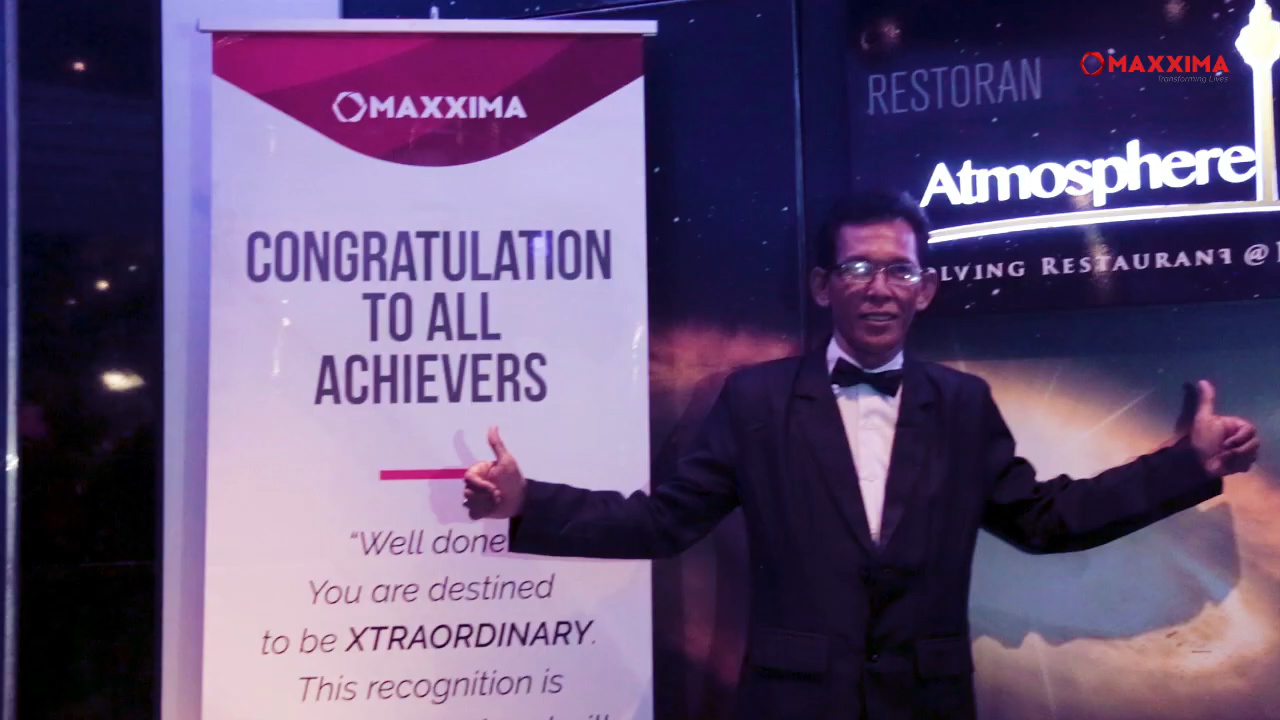 MAXXIMA
CONGRATULATION
TO ALL
ACHIEVERS
“Well done
You are destined
to be XTRAORDINARY.
This recognition is
RESTORAN
Atmosphere
OLVING RESTAURANT @
MAXXIMA
Transforming Lives